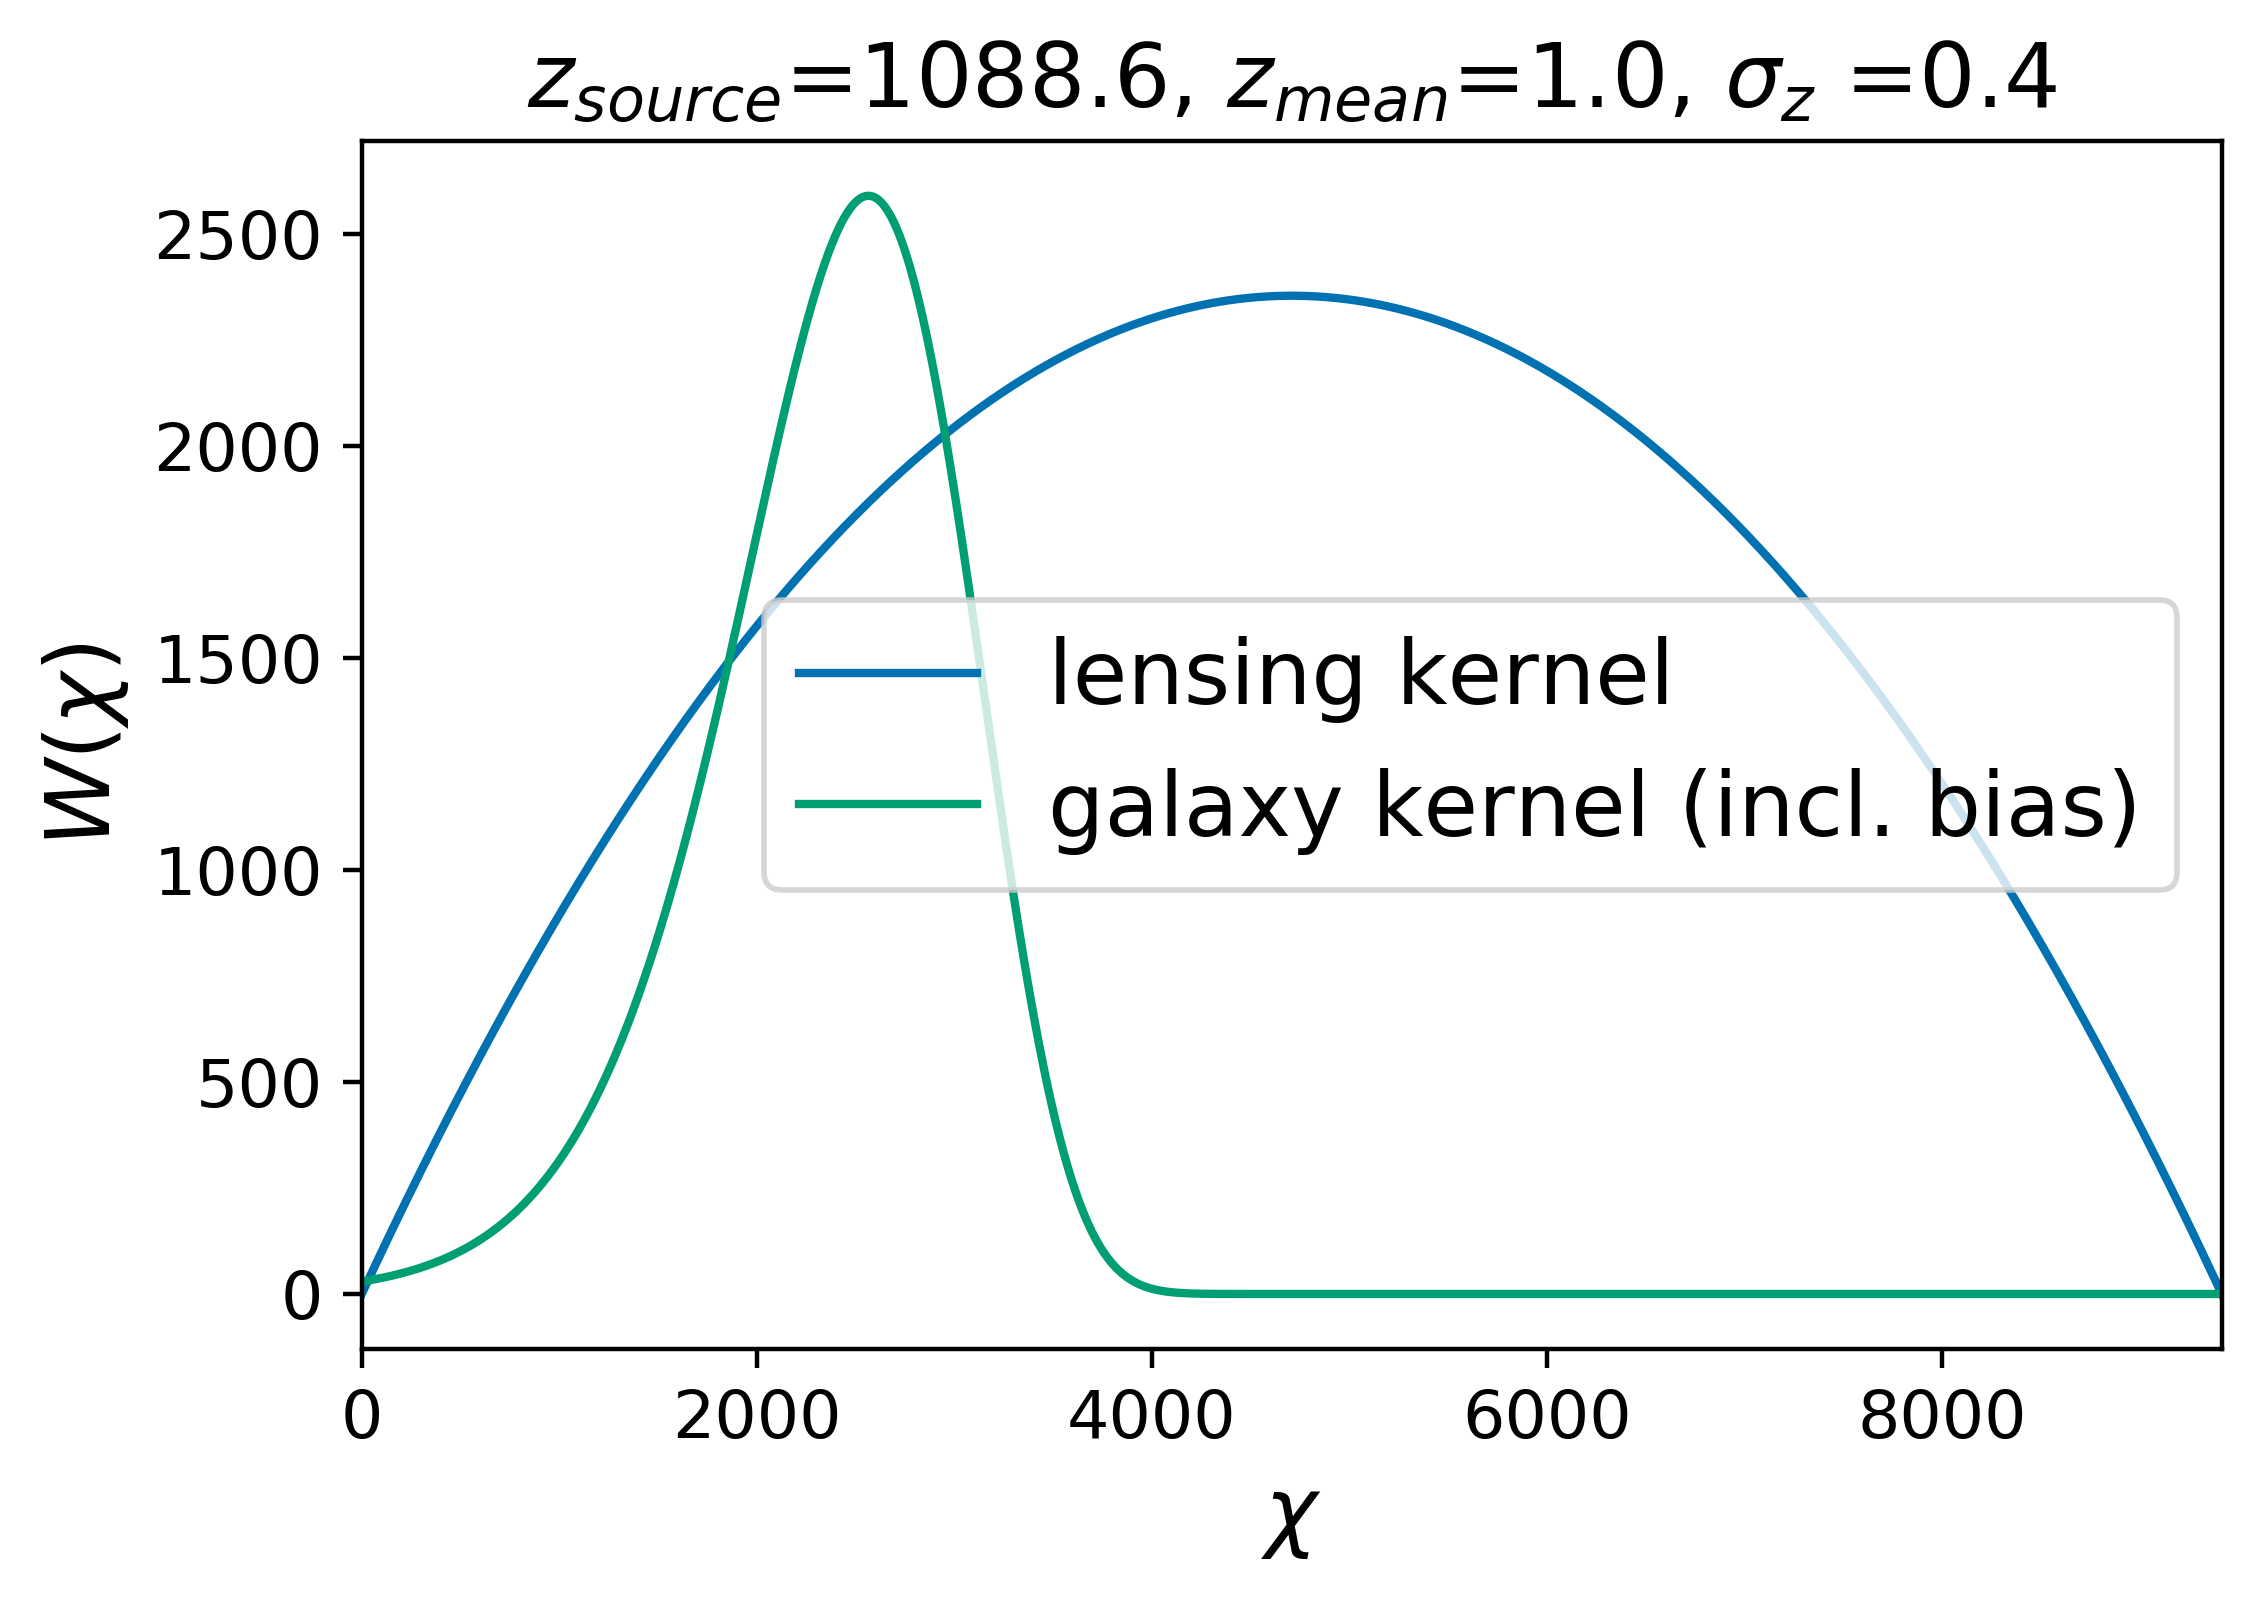 z_source=1088.6, z_mean=1.0, σ_z =0.4
W(χ)
2500
2000
1500
1000
500
0
lensing kernel
galaxy kernel (incl. bias)
0 2000 4000 6000 8000
χ